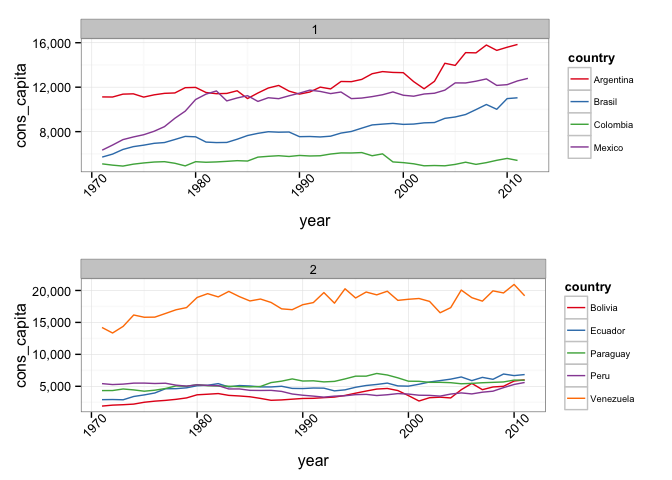 1
cons_capita
16,000
12,000
8,000
1970
1980
1990
2000
2010
year
country
Argentina
Brasil
Colombia
Mexico
2
cons_capita
20,000
15,000
10,000
5,000
1970
1980
1990
2000
2010
year
country
Bolivia
Ecuador
Paraguay
Peru
Venezuela